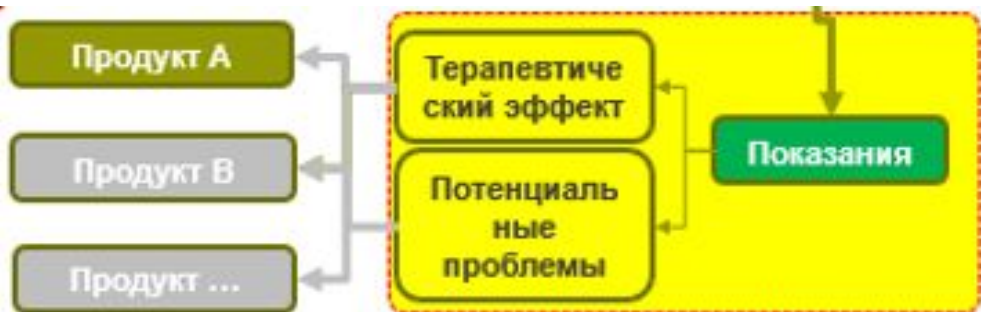 Продукт А
Терапевтиче
ский эффект
Показания
Продукт В
Потенциаль
ные
проблемы
Продукт ...